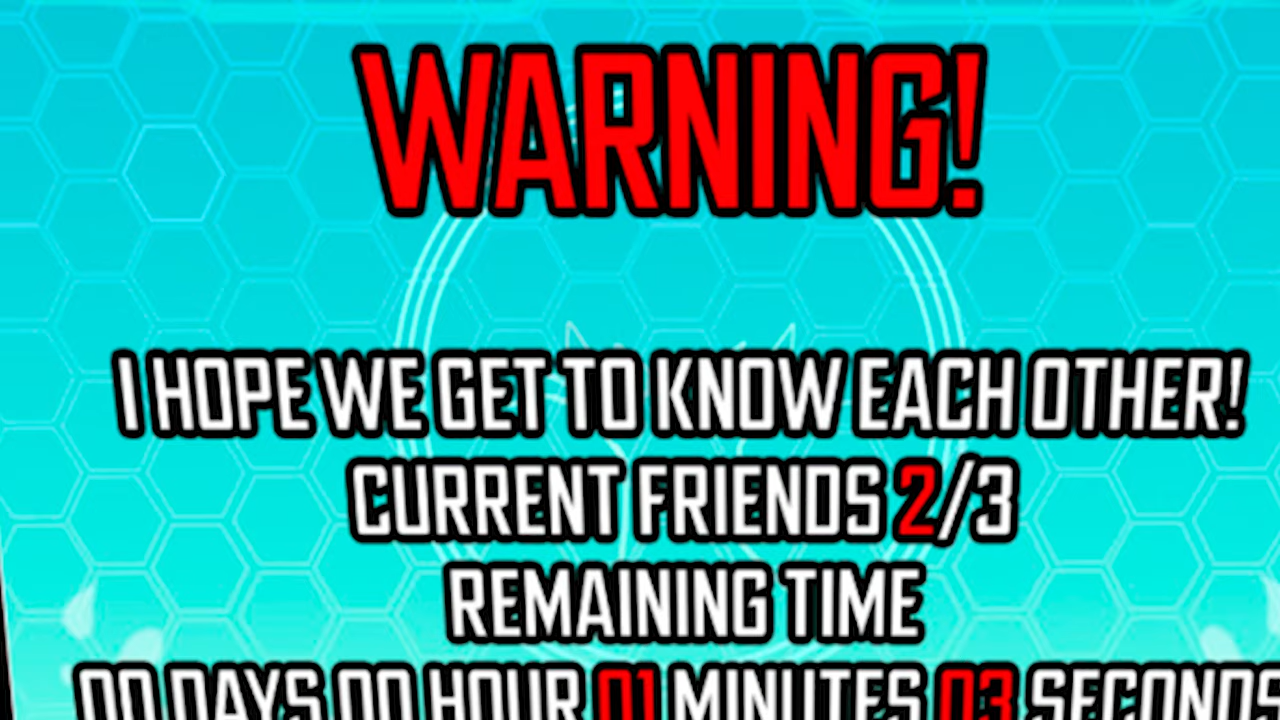 WARNING!
I HOPE WE GET TO KNOW EACH OTHER!
CURRENT FRIENDS 2/3
REMAINING TIME
00 DAYS 00 HOUR 01 MINUTES 03 SECONDS